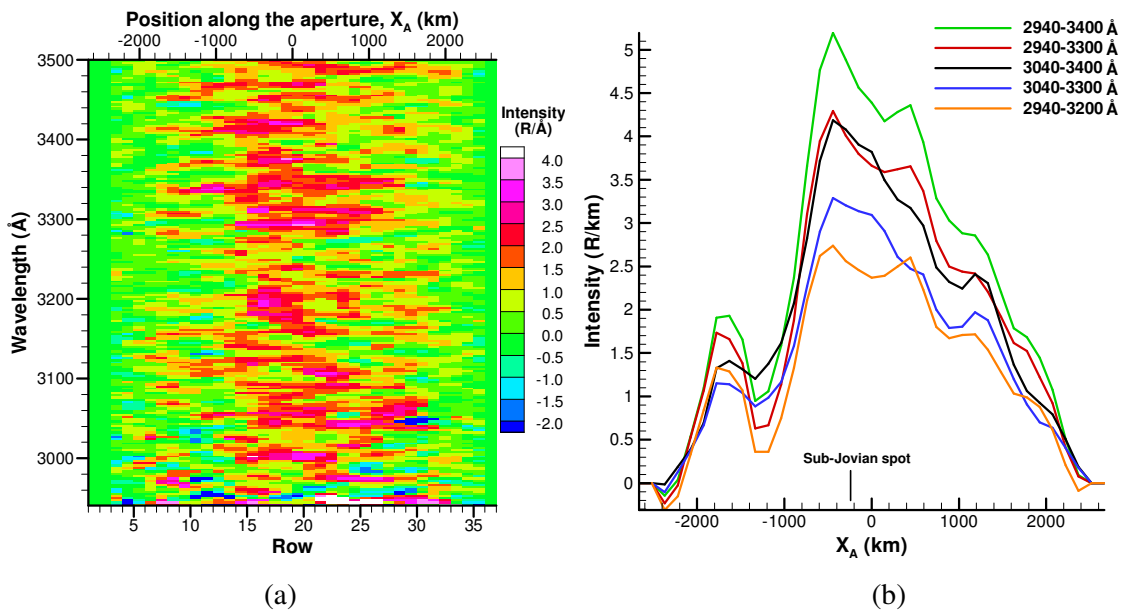 Position along the aperture, X_A (km)
-2000 -1000 0 1000 2000
3500
3400
3300
3200
3100
3000
Wavelength (Å)
5 10 15 20 25 30 35
Row
Intensity
(R/Å)
4.0
3.5
3.0
2.5
2.0
1.5
1.0
0.5
0.0
-0.5
-1.0
-1.5
-2.0
(a)
2940-3400 Å
2940-3300 Å
3040-3400 Å
3040-3300 Å
2940-3200 Å
5
4.5
4
3.5
3
2.5
2
1.5
1
0.5
0
Intensity (R/km)
Sub-Jovian spot
-2000 -1000 0 1000 2000
X_A (km)
(b)